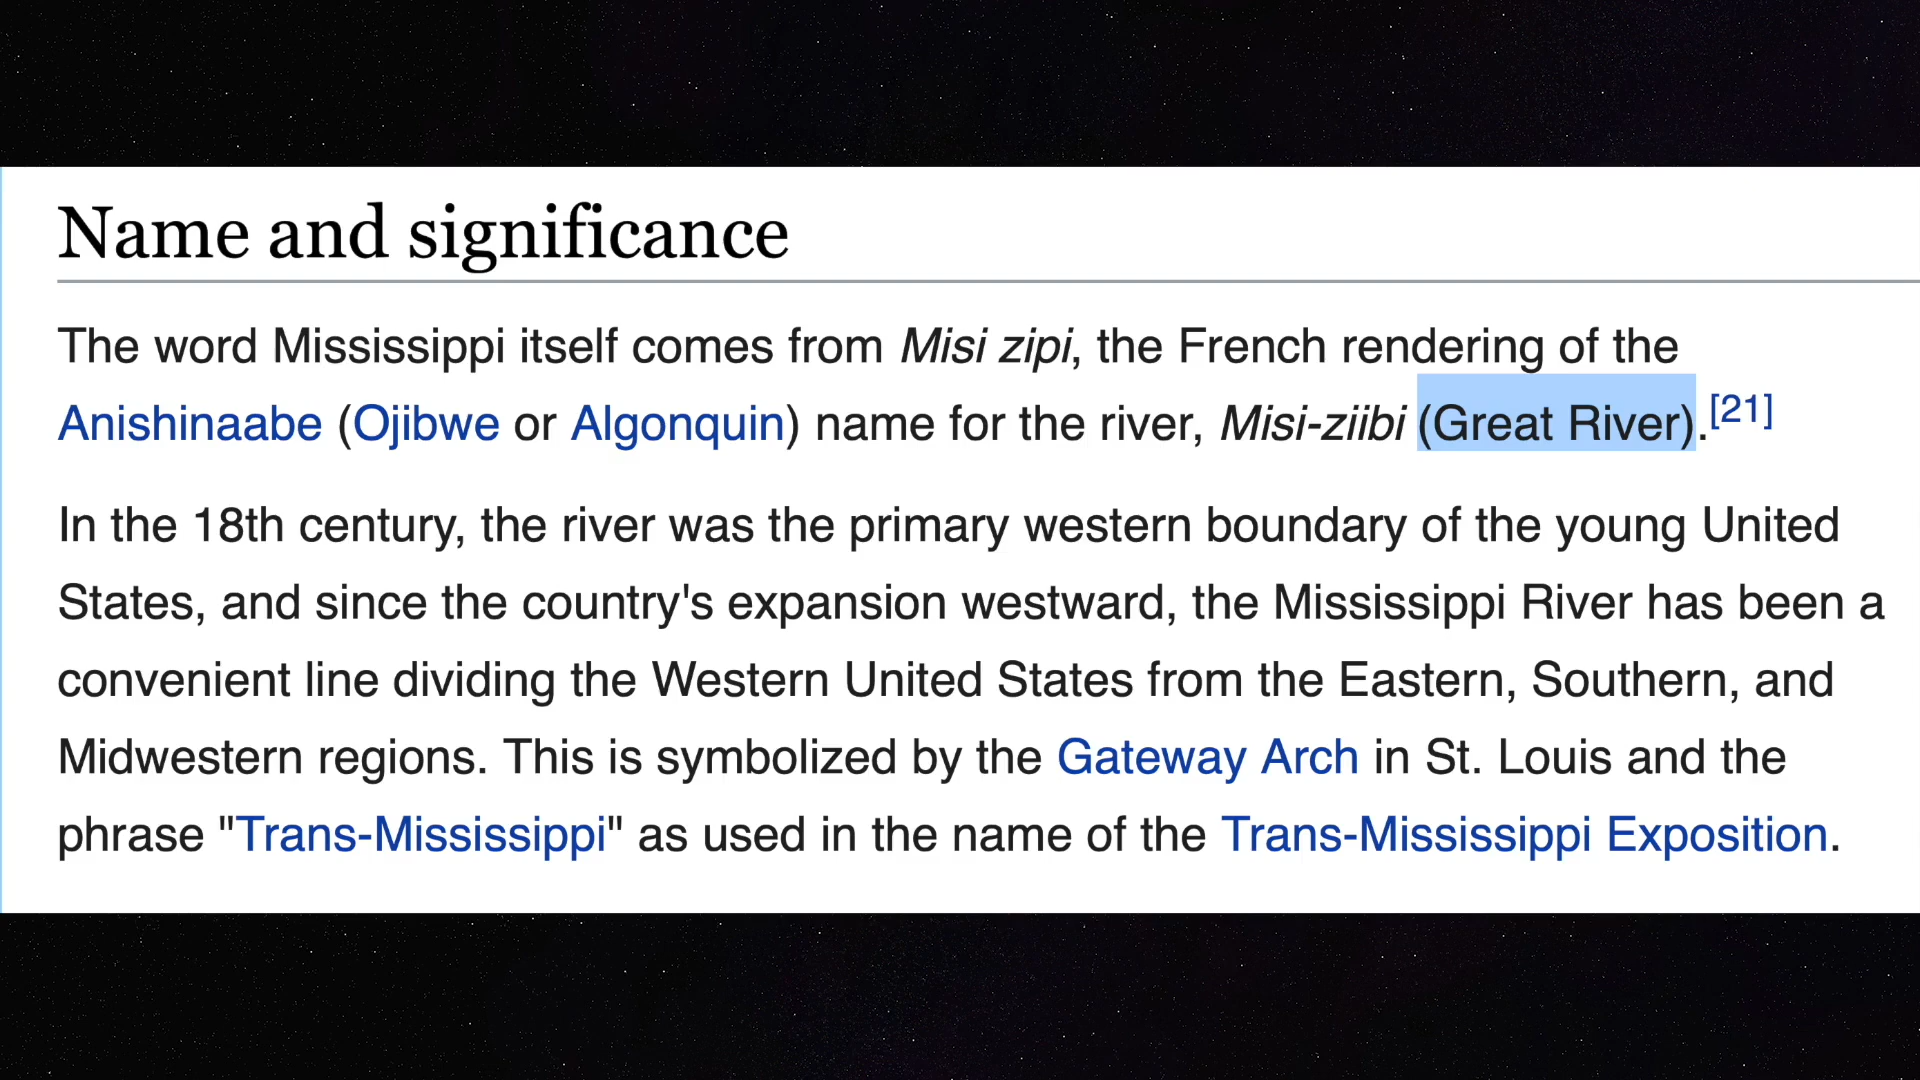 Name and significance
The word Mississippi itself comes from Misi zipi, the French rendering of the
Anishinaabe (Ojibwe or Algonquin) name for the river, Misi-ziibi (Great River).[21]
In the 18th century, the river was the primary western boundary of the young United
States, and since the country's expansion westward, the Mississippi River has been a
convenient line dividing the Western United States from the Eastern, Southern, and
Midwestern regions. This is symbolized by the Gateway Arch in St. Louis and the
phrase "Trans-Mississippi" as used in the name of the Trans-Mississippi Exposition.